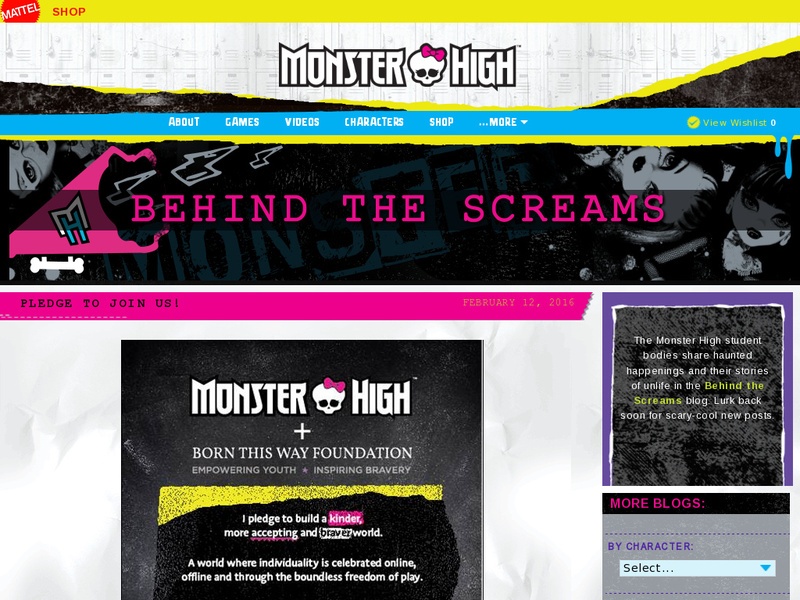 MATTEL
SHOP
MONSTER HIGH
ABOUT
GAMES
VIDEOS
CHARACTERS
SHOP
...MORE
View Wishlist 0
BEHIND THE SCREAMS
PLEDGE TO JOIN US!
FEBRUARY 12, 2016
MONSTER HIGH
+
BORN THIS WAY FOUNDATION
EMPOWERING YOUTH ★ INSPIRING BRAVERY
I pledge to build a kinder,
more accepting and braver world.
A world where individuality is celebrated online,
offline and through the boundless freedom of play.
The Monster High student
bodies share haunted
happenings and their stories
of unlife in the Behind the
Screams blog. Lurk back
soon for scary-cool new posts.
MORE BLOGS:
BY CHARACTER:
Select...